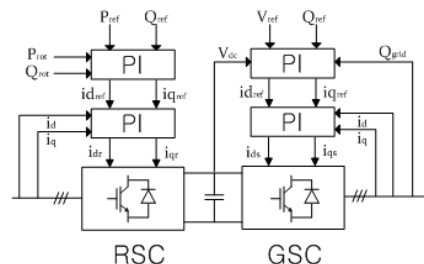 Pref Qref
Prot
Qrot
PI
idref iqref
id
iq
PI
idr iqr
RSC
Vref Qref
Vdc
PI
Qgrid
idref iqref
PI
id
iq
ids iqs
GSC